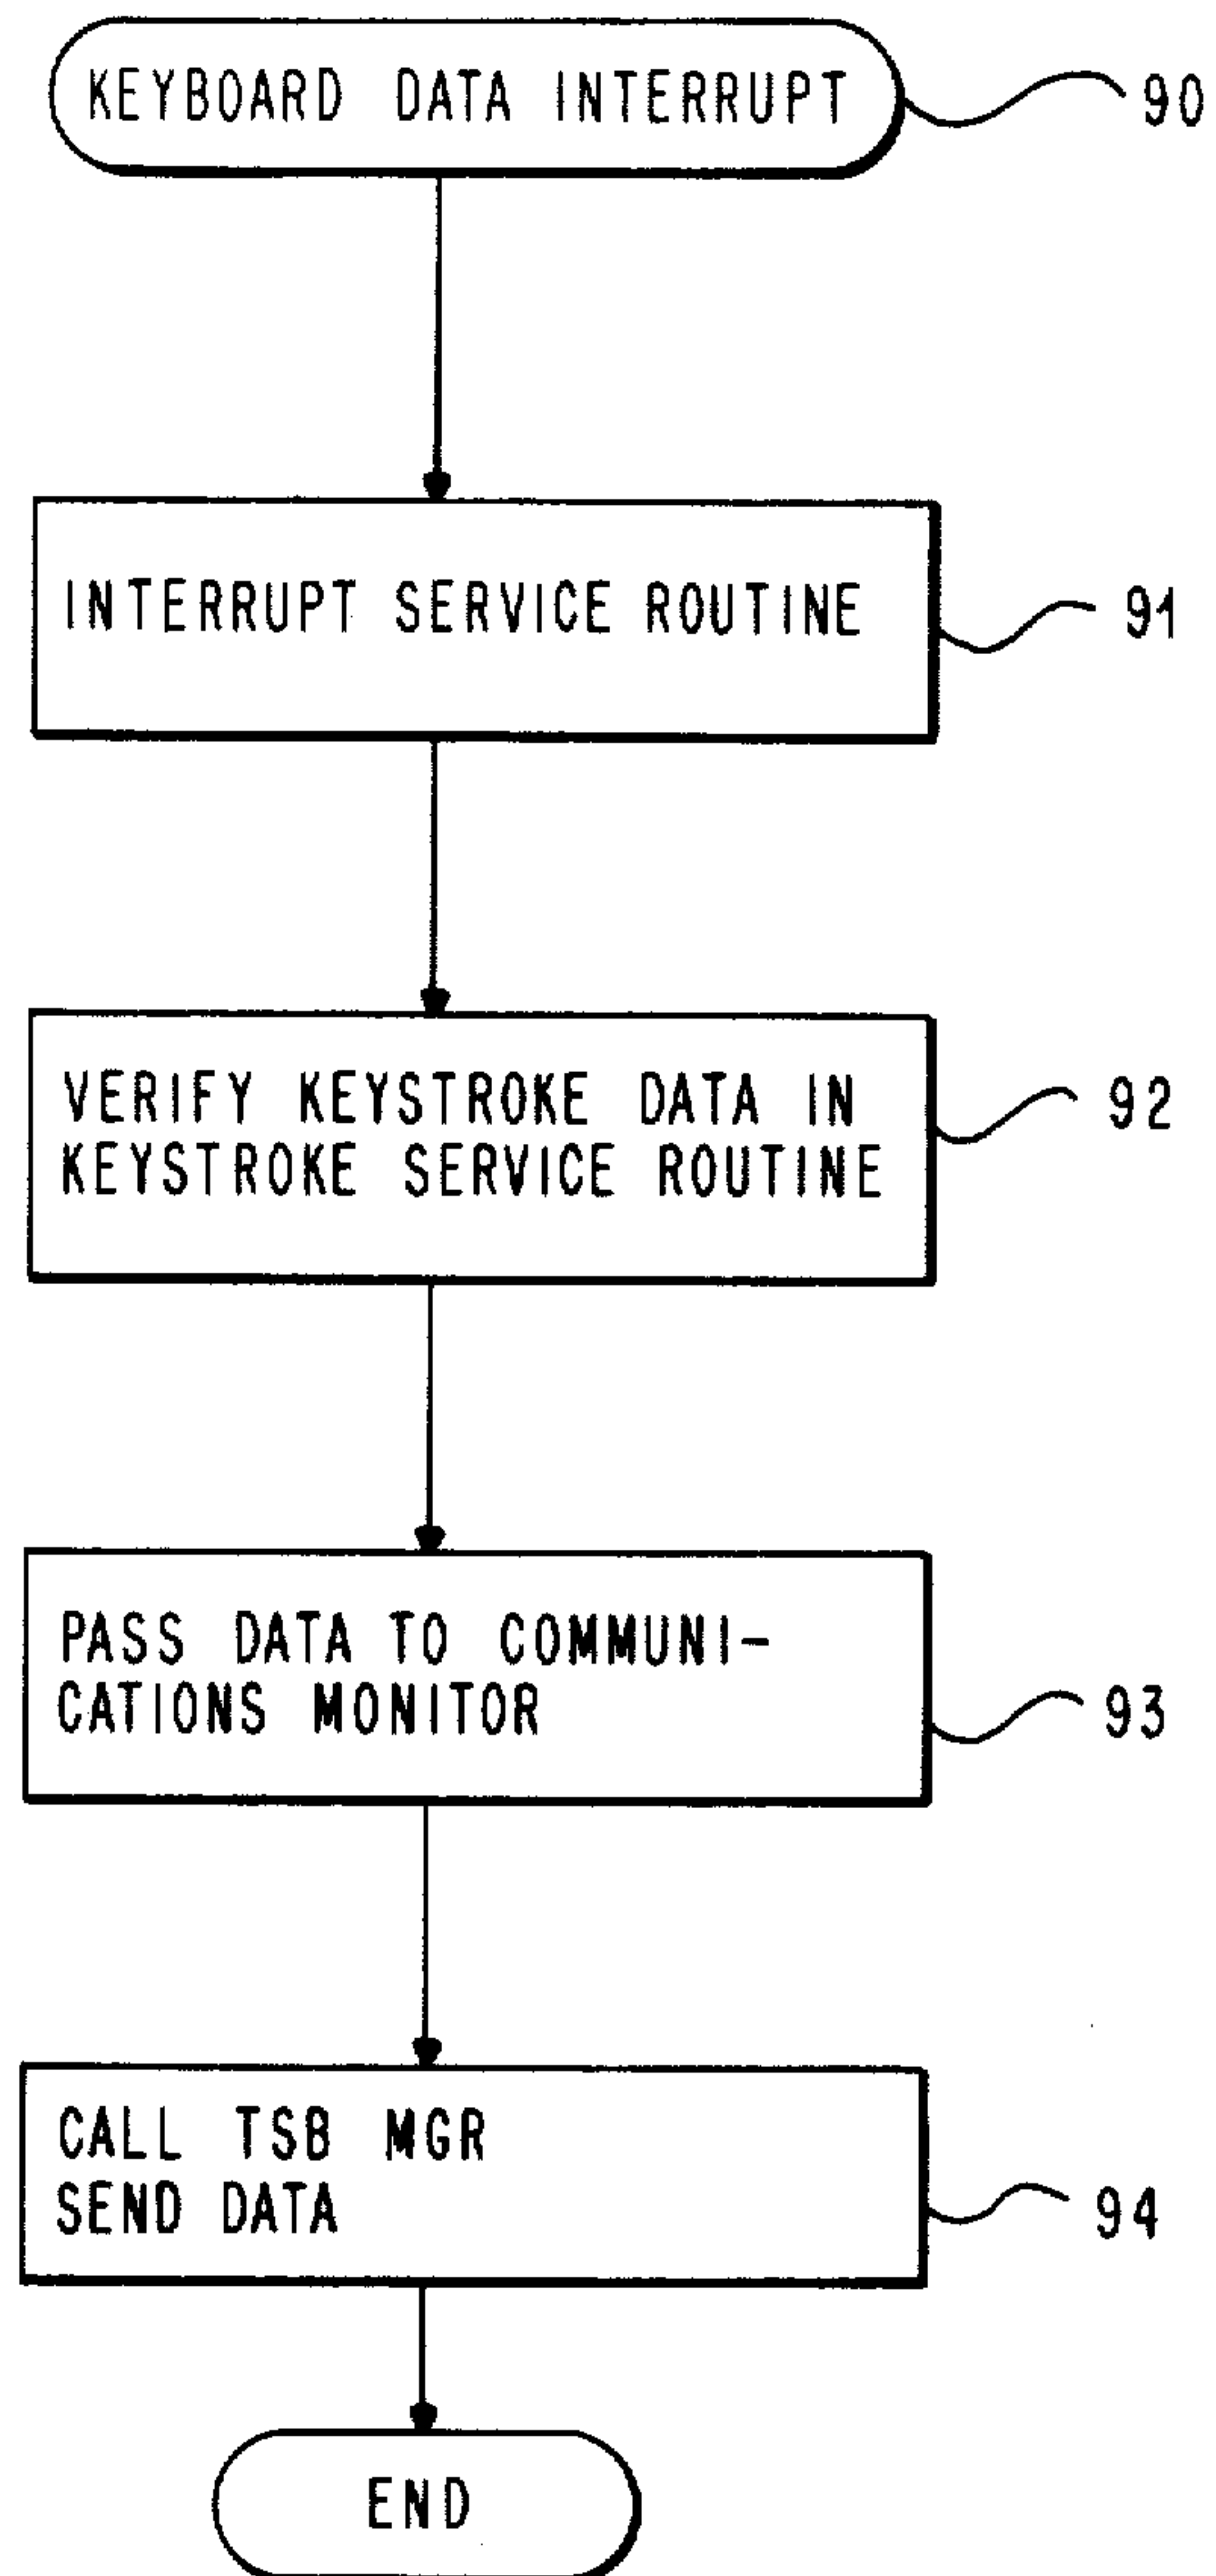 KEYBOARD DATA INTERRUPT
90
INTERRUPT SERVICE ROUTINE
91
VERIFY KEYSTROKE DATA IN
KEYSTROKE SERVICE ROUTINE
92
PASS DATA TO COMMUNI-
CATIONS MONITOR
93
CALL TSB MGR
SEND DATA
94
END